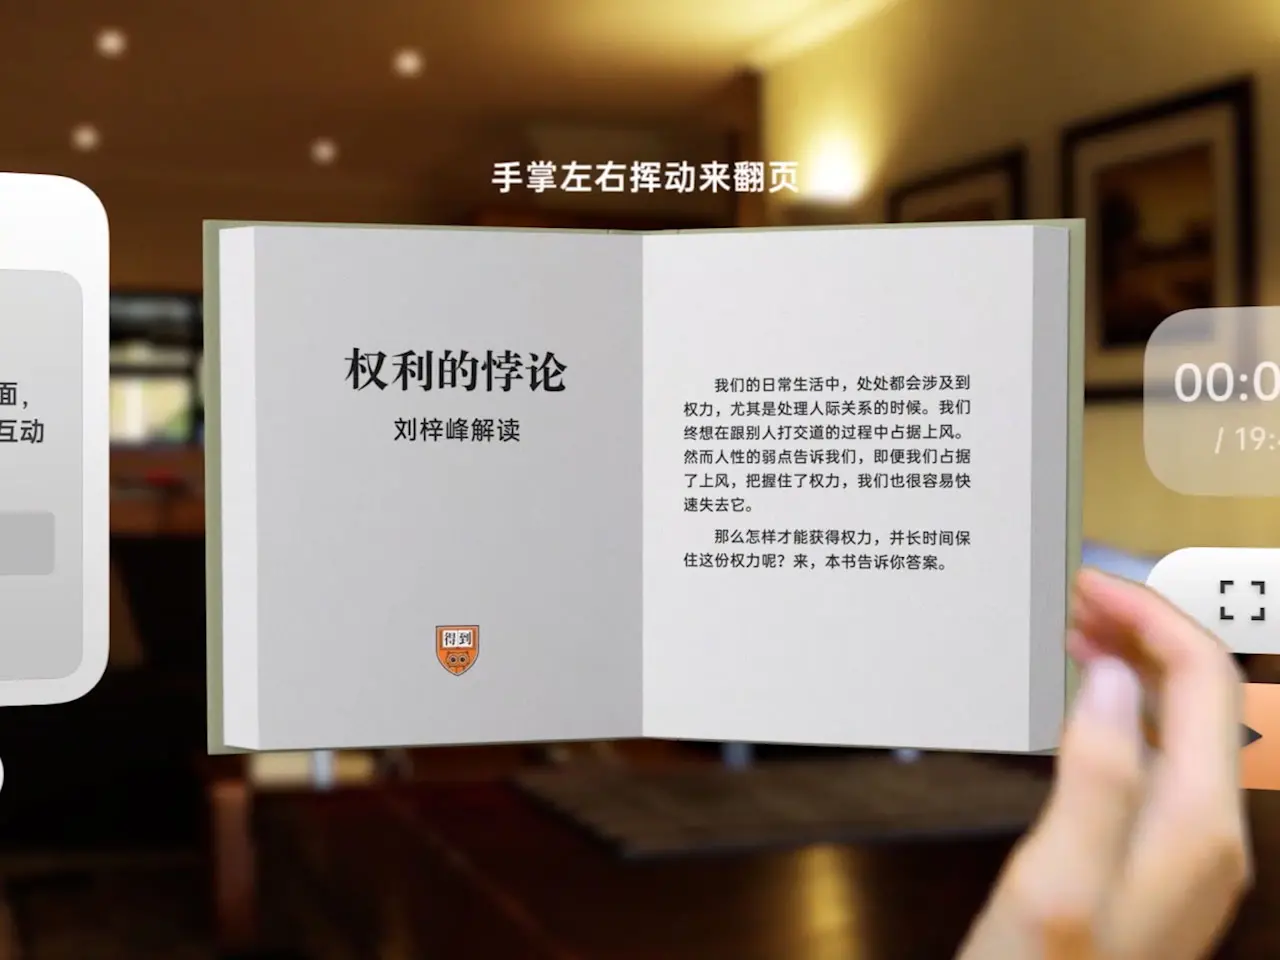 手掌左右挥动来翻页
面，
互动
权利的悖论
刘梓峰解读
得到
我们的日常生活中，处处都会涉及到
权力，尤其是处理人际关系的时候。我们
终想在跟别人打交道的过程中占据上风。
然而人性的弱点告诉我们，即便我们占据
了上风，把握住了权力，我们也很容易快
速失去它。
那么怎样才能获得权力，并长时间保
住这份权力呢？来，本书告诉你答案。
00:0
/ 19: